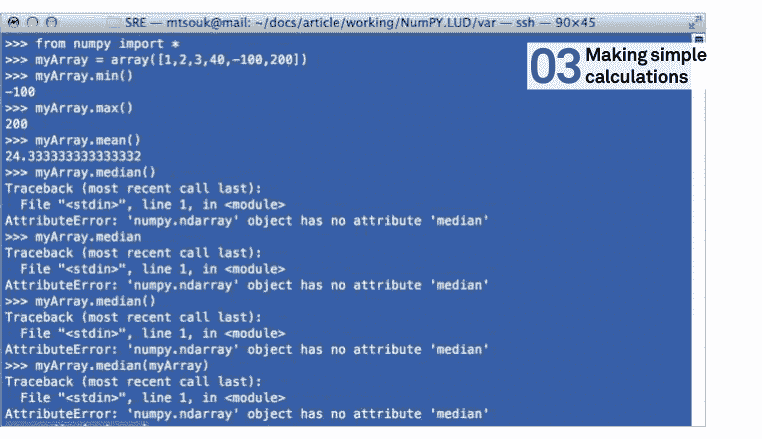 SRE — mtsouk@mail: ~/docs/article/working/NumPY.LUD/var — ssh — 90×45
>>> from numpy import *
>>> myArray = array([1,2,3,40,-100,200])
>>> myArray.min()
-100
>>> myArray.max()
200
>>> myArray.mean()
24.333333333333332
>>> myArray.median()
Traceback (most recent call last):
  File "<stdin>", line 1, in <module>
AttributeError: 'numpy.ndarray' object has no attribute 'median'
>>> myArray.median
Traceback (most recent call last):
  File "<stdin>", line 1, in <module>
AttributeError: 'numpy.ndarray' object has no attribute 'median'
>>> myArray.median()
Traceback (most recent call last):
  File "<stdin>", line 1, in <module>
AttributeError: 'numpy.ndarray' object has no attribute 'median'
>>> myArray.median(myArray)
Traceback (most recent call last):
  File "<stdin>", line 1, in <module>
AttributeError: 'numpy.ndarray' object has no attribute 'median'
03 Making simple
calculations